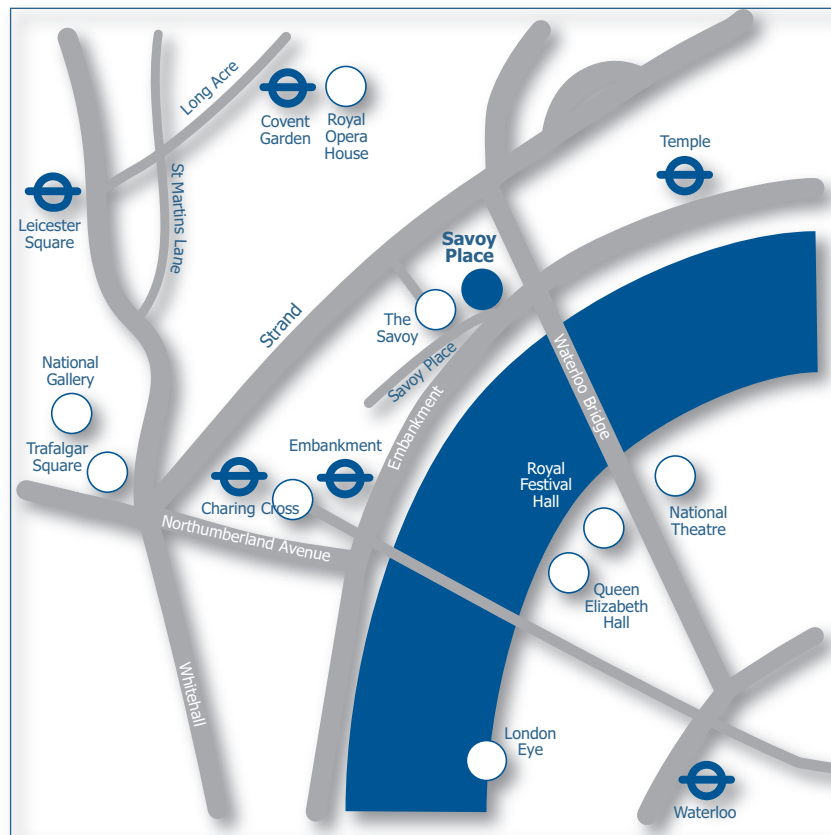 Long Acre
Covent
Garden
Royal
Opera
House
Temple
St Martins Lane
Leicester
Square
Savoy
Place
Strand
The
Savoy
Savoy Place
Waterloo Bridge
National
Gallery
Trafalgar
Square
Embankment
Embankment
Charing Cross
Royal
Festival
Hall
National
Theatre
Northumberland Avenue
Queen
Elizabeth
Hall
Whitehall
London
Eye
Waterloo